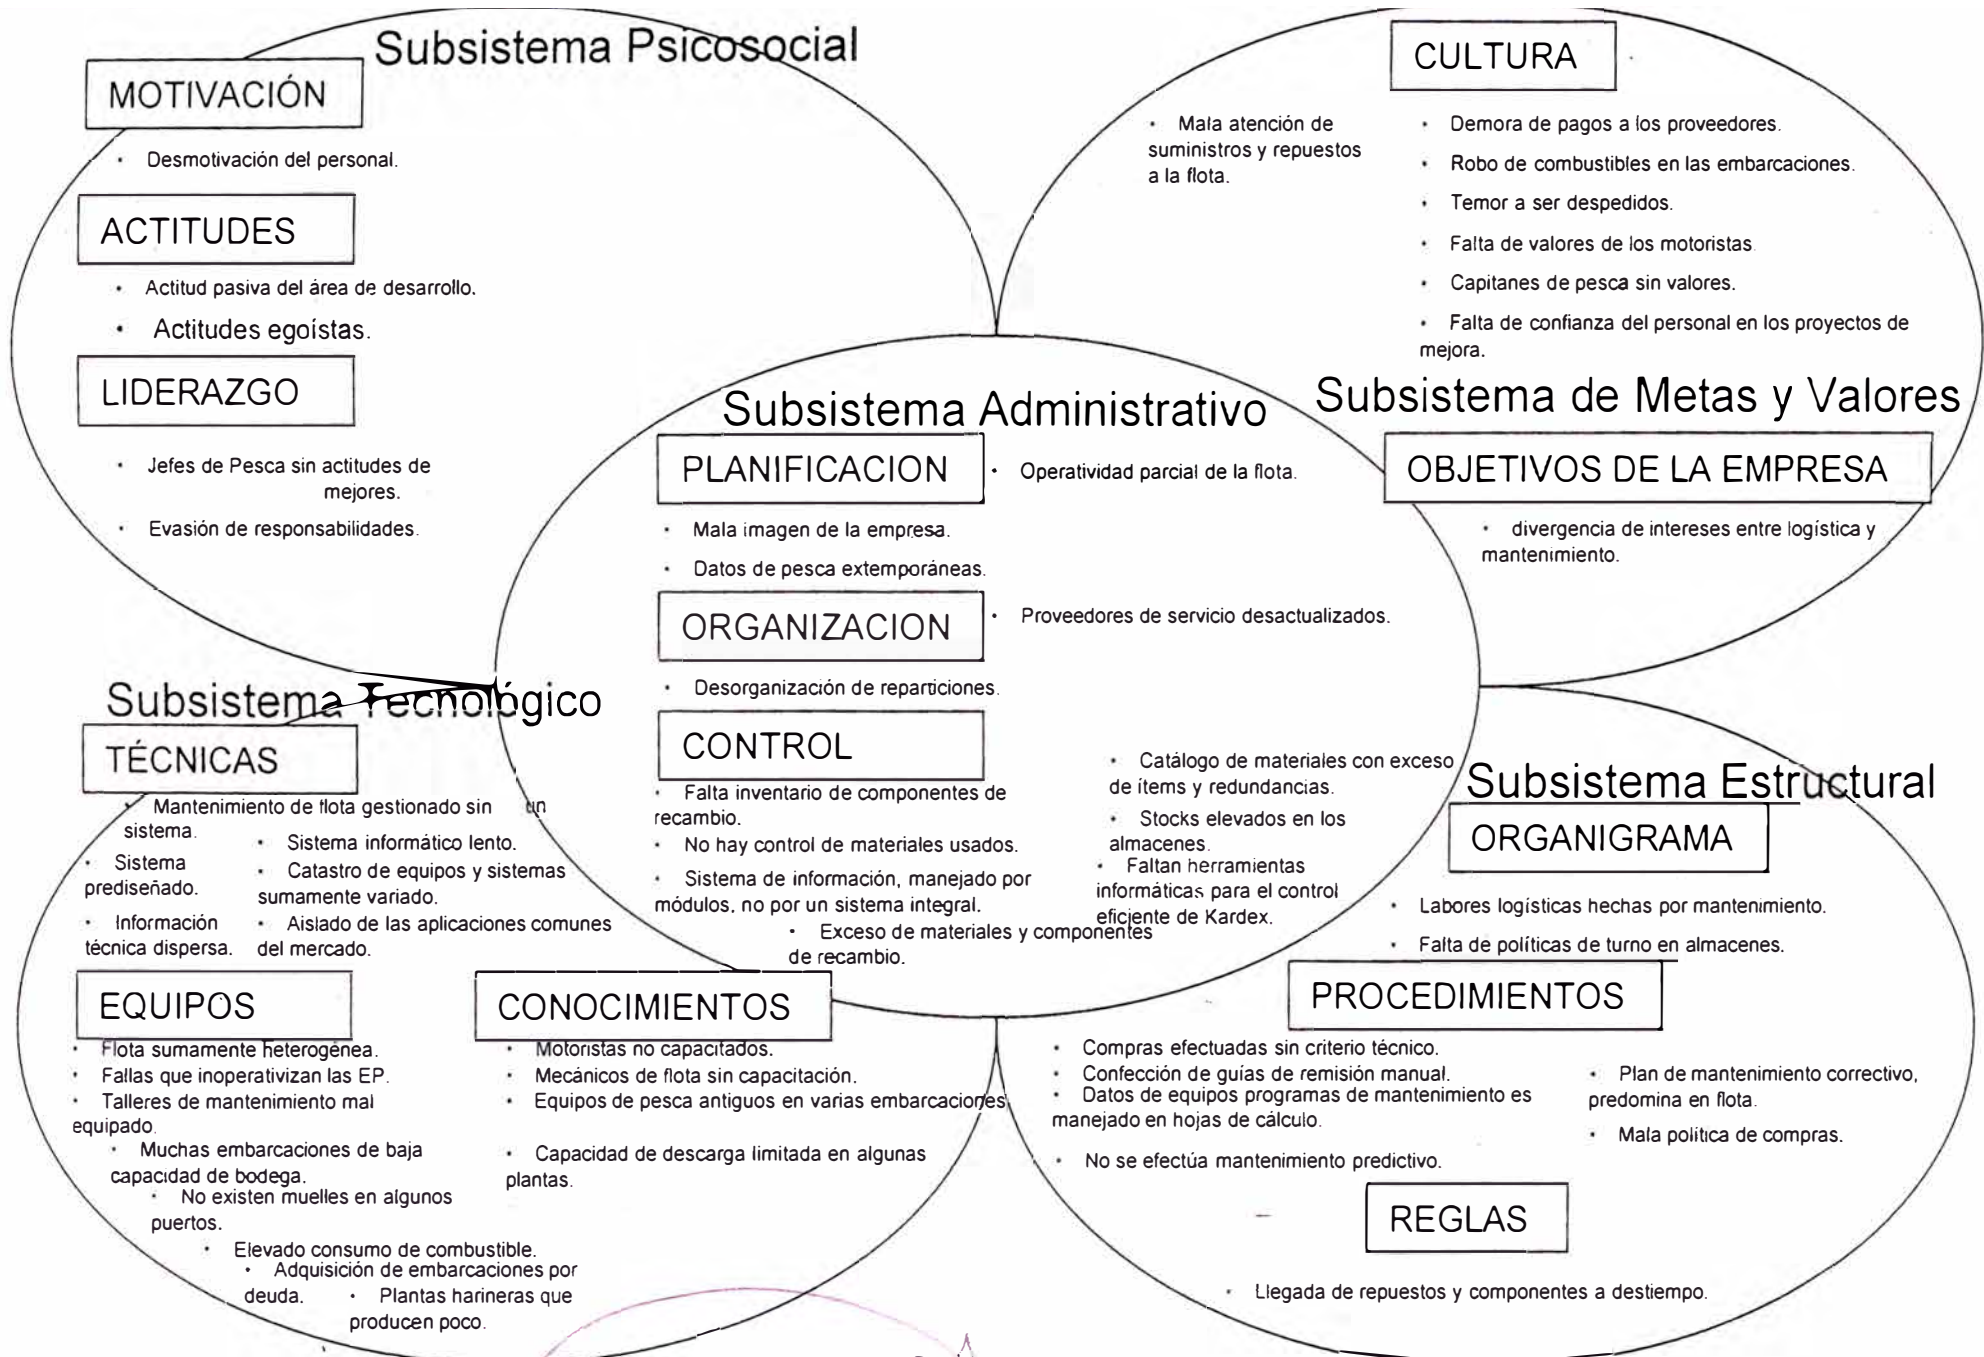 Subsistema Psicosocial
MOTIVACIÓN
· Desmotivación del personal.
ACTITUDES
· Actitud pasiva del área de desarrollo.
· Actitudes egoístas.
LIDERAZGO
· Jefes de Pesca sin actitudes de
mejores.
· Evasión de responsabilidades.
CULTURA
· Mala atención de
suministros y repuestos
a la flota.
· Demora de pagos a los proveedores.
· Robo de combustibles en las embarcaciones.
· Temor a ser despedidos.
· Falta de valores de los motoristas.
· Capitanes de pesca sin valores.
· Falta de confianza del personal en los proyectos de
mejora.
Subsistema de Metas y Valores
OBJETIVOS DE LA EMPRESA
· divergencia de intereses entre logística y
mantenimiento.
Subsistema Administrativo
PLANIFICACION
· Operatividad parcial de la flota.
· Mala imagen de la empresa.
· Datos de pesca extemporáneas.
ORGANIZACION
· Proveedores de servicio desactualizados.
· Desorganización de reparticiones.
CONTROL
· Falta inventario de componentes de
recambio.
· No hay control de materiales usados.
· Sistema de información, manejado por
módulos, no por un sistema integral.
· Exceso de materiales y componentes
de recambio.
· Catálogo de materiales con exceso
de ítems y redundancias.
· Stocks elevados en los
almacenes.
· Faltan herramientas
informáticas para el control
eficiente de Kardex.
Subsistema Tecnológico
TÉCNICAS
· Mantenimiento de flota gestionado sin un
sistema.
· Sistema
prediseñado.
· Información
técnica dispersa.
· Sistema informático lento.
· Catastro de equipos y sistemas
sumamente variado.
· Aislado de las aplicaciones comunes
del mercado.
EQUIPOS
· Flota sumamente heterogénea.
· Fallas que inoperativizan las EP.
· Talleres de mantenimiento mal
equipado.
· Muchas embarcaciones de baja
capacidad de bodega.
· No existen muelles en algunos
puertos.
· Elevado consumo de combustible.
· Adquisición de embarcaciones por
deuda.
· Plantas harineras que
producen poco.
CONOCIMIENTOS
· Motoristas no capacitados.
· Mecánicos de flota sin capacitación.
· Equipos de pesca antiguos en varias embarcaciones
· Capacidad de descarga limitada en algunas
plantas.
Subsistema Estructural
ORGANIGRAMA
· Labores logísticas hechas por mantenimiento.
· Falta de políticas de turno en almacenes.
PROCEDIMIENTOS
· Compras efectuadas sin criterio técnico.
· Confección de guías de remisión manual.
· Datos de equipos programas de mantenimiento es
manejado en hojas de cálculo.
· No se efectúa mantenimiento predictivo.
· Plan de mantenimiento correctivo,
predomina en flota.
· Mala política de compras.
REGLAS
· Llegada de repuestos y componentes a destiempo.